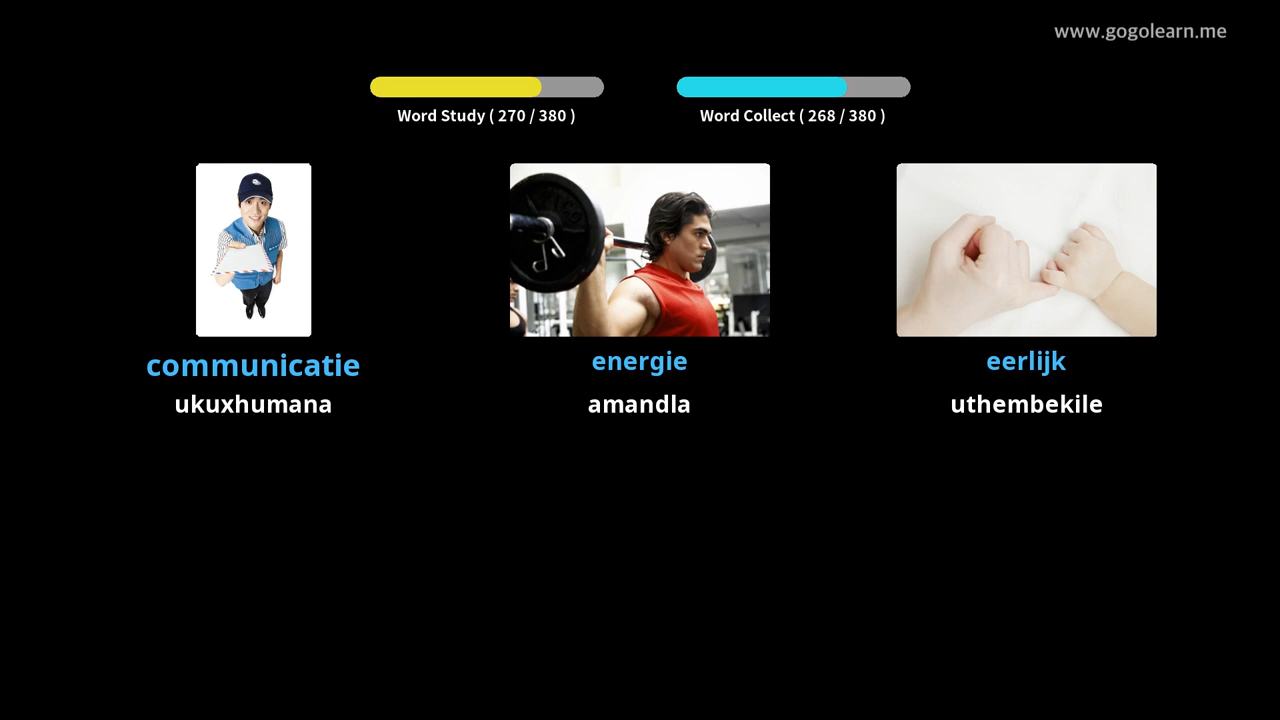 www.gogolearn.me
Word Study ( 270 / 380 )
Word Collect ( 268 / 380 )
communicatie
ukuxhumana
energie
amandla
eerlijk
uthembekile